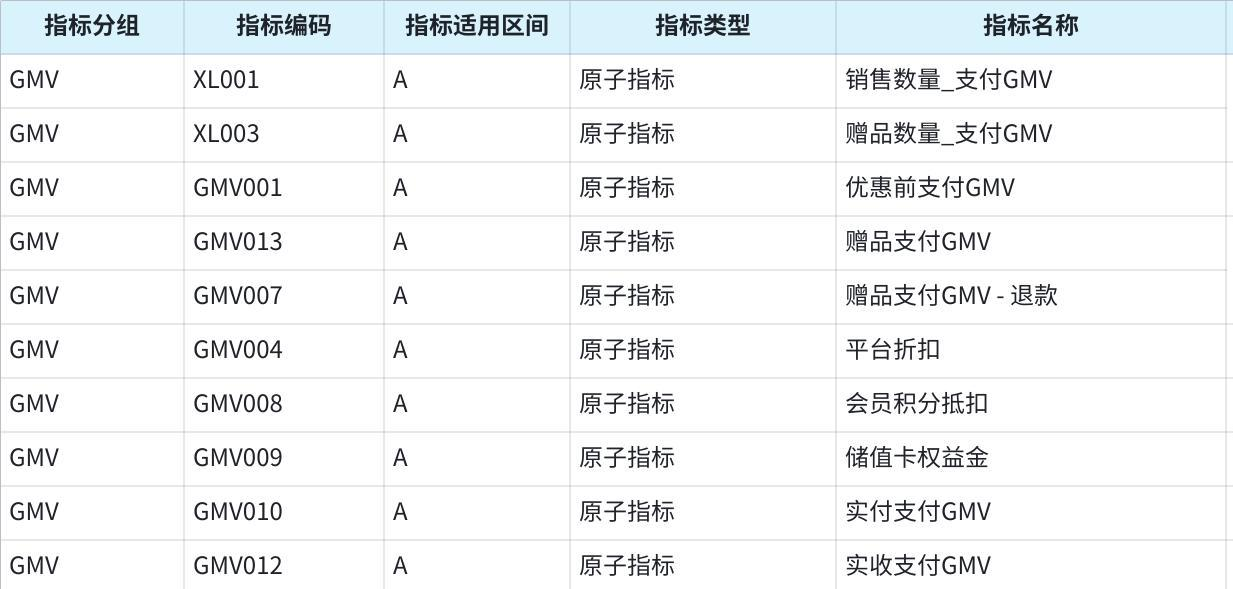 指标分组 指标编码 指标适用区间 指标类型 指标名称
GMV XL001 A 原子指标 销售数量_支付GMV
GMV XL003 A 原子指标 赠品数量_支付GMV
GMV GMV001 A 原子指标 优惠前支付GMV
GMV GMV013 A 原子指标 赠品支付GMV
GMV GMV007 A 原子指标 赠品支付GMV - 退款
GMV GMV004 A 原子指标 平台折扣
GMV GMV008 A 原子指标 会员积分抵扣
GMV GMV009 A 原子指标 储值卡权益金
GMV GMV010 A 原子指标 实付支付GMV
GMV GMV012 A 原子指标 实收支付GMV